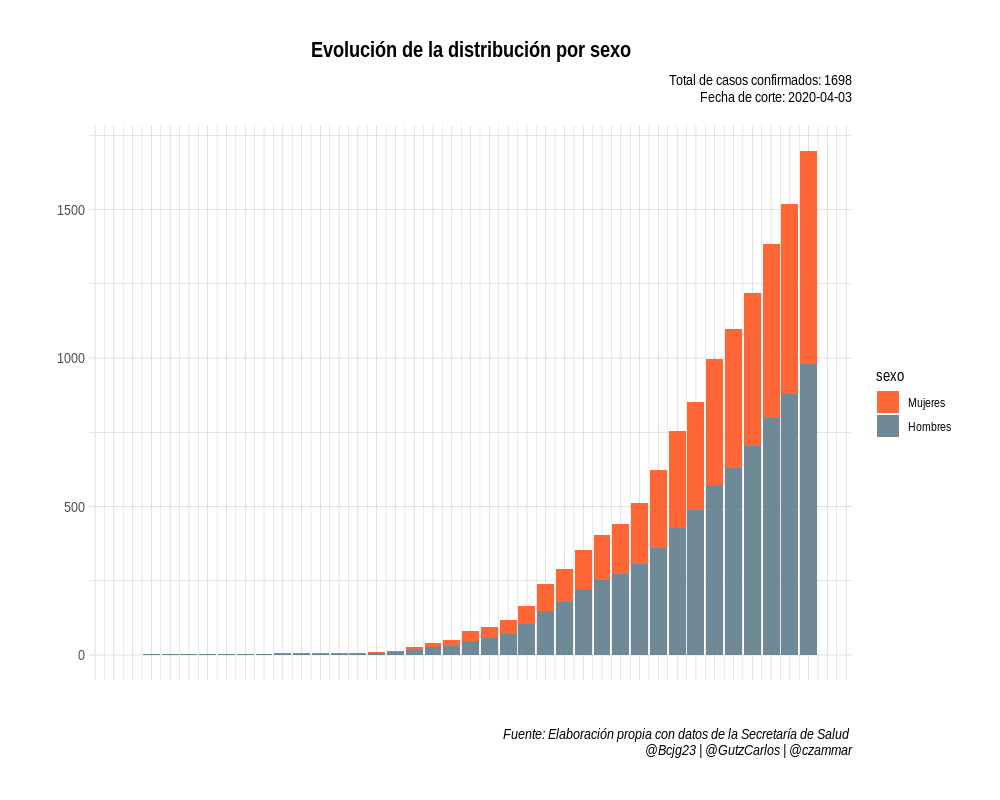 Evolución de la distribución por sexo
Total de casos confirmados: 1698
Fecha de corte: 2020-04-03
1500
1000
500
0
sexo
Mujeres
Hombres
Fuente: Elaboración propia con datos de la Secretaría de Salud
@Bcjg23 | @GutzCarlos | @czammar